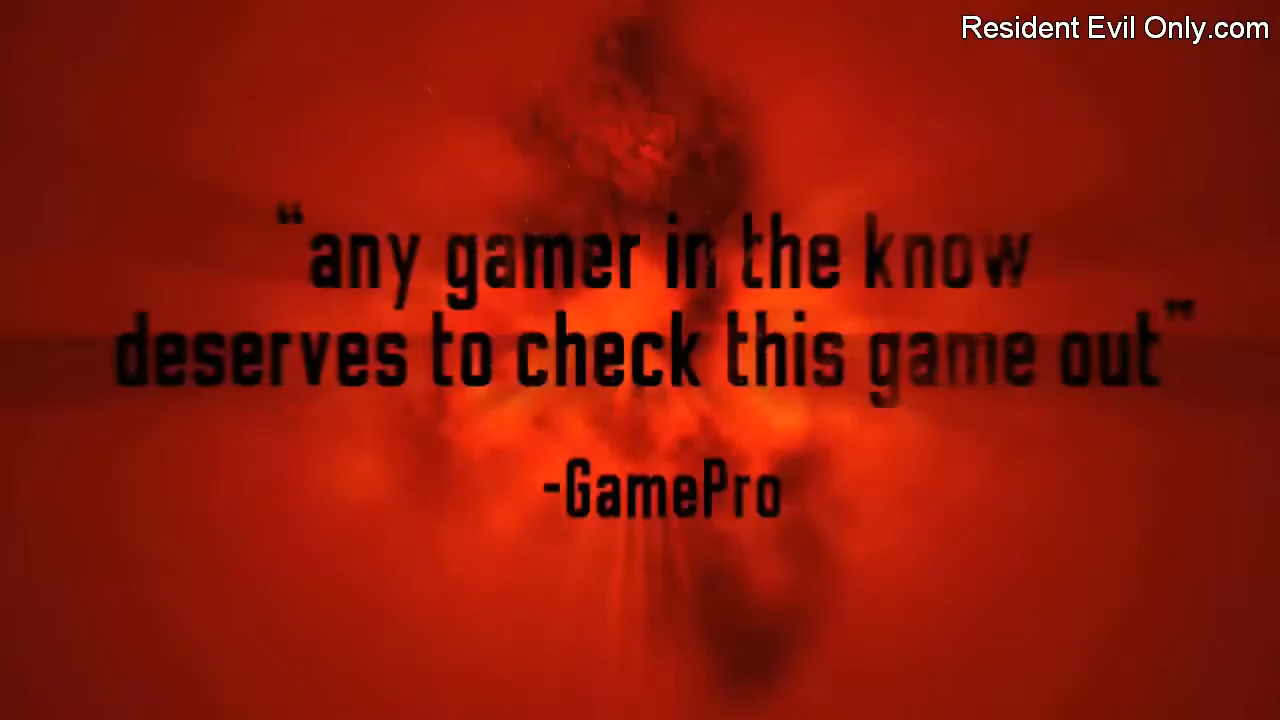 Resident Evil Only.com
“any gamer in the know
deserves to check this game out”
-GamePro